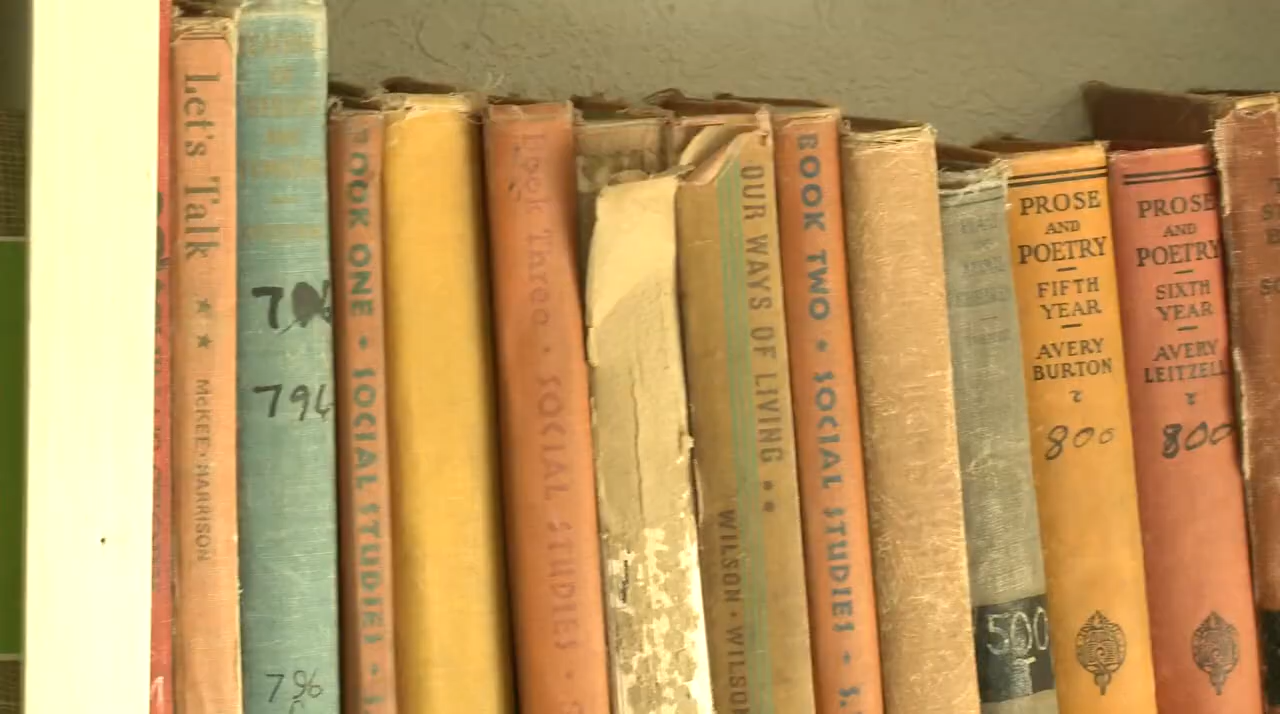 Let's Talk ★ ★ McKEE · HARRISON
7
794
796
BOOK ONE • SOCIAL STUDIES • S.
Book Three • SOCIAL STUDIES •
OUR WAYS OF LIVING ••
WILSON • WILSON
BOOK TWO • SOCIAL STUDIES • S.
500
PROSE
AND
POETRY
FIFTH
YEAR
AVERY
BURTON
800
PROSE
AND
POETRY
SIXTH
YEAR
AVERY
LEITZELL
800